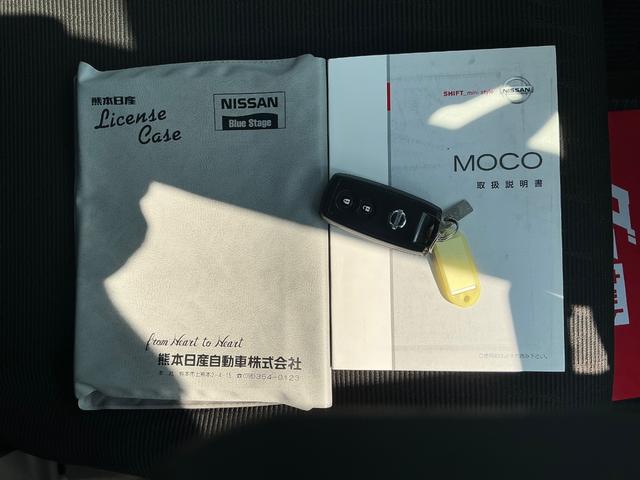 熊本日産
License
Case
NISSAN
Blue Stage
from Heart to Heart
熊本日産自動車株式会社
SHIFT_
NISSAN
MOCO
取扱説明書